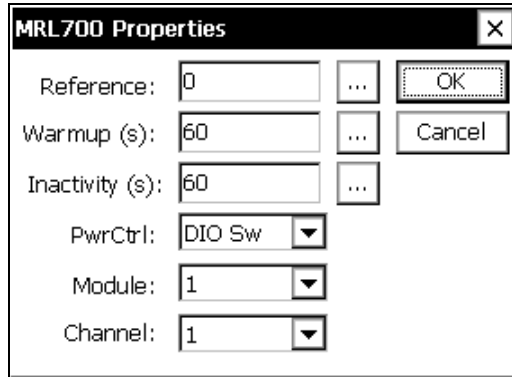 MRL700 Properties
Reference: 0 ... OK
Warmup (s): 60 ... Cancel
Inactivity (s): 60 ...
PwrCtrl: DIO Sw
Module: 1
Channel: 1